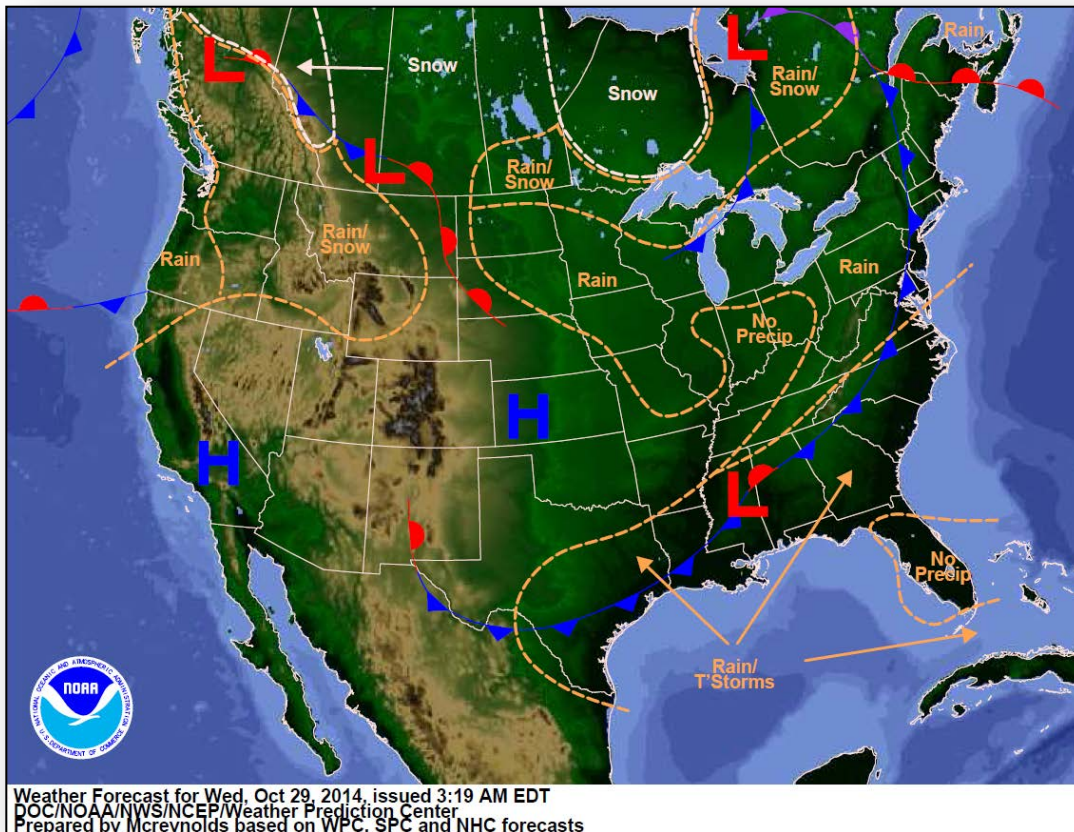 L
Snow
Snow
L
Rain/
Snow
Rain
L
Rain/
Snow
Rain/
Snow
Rain
Rain
Rain
No
Precip
H
H
L
No
Precip
Rain/
T'Storms
NATIONAL OCEANIC AND ATMOSPHERIC ADMINISTRATION
NOAA
U.S. DEPARTMENT OF COMMERCE
Weather Forecast for Wed, Oct 29, 2014, issued 3:19 AM EDT
DOC/NOAA/NWS/NCEP/Weather Prediction Center
Prepared by Mcreynolds based on WPC, SPC and NHC forecasts